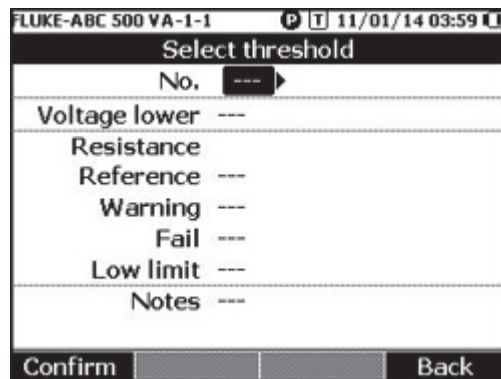 FLUKE-ABC 500 VA-1-1 P T 11/01/14 03:59
Select threshold
No. ---
Voltage lower ---
Resistance
Reference ---
Warning ---
Fail ---
Low limit ---
Notes ---
Confirm Back